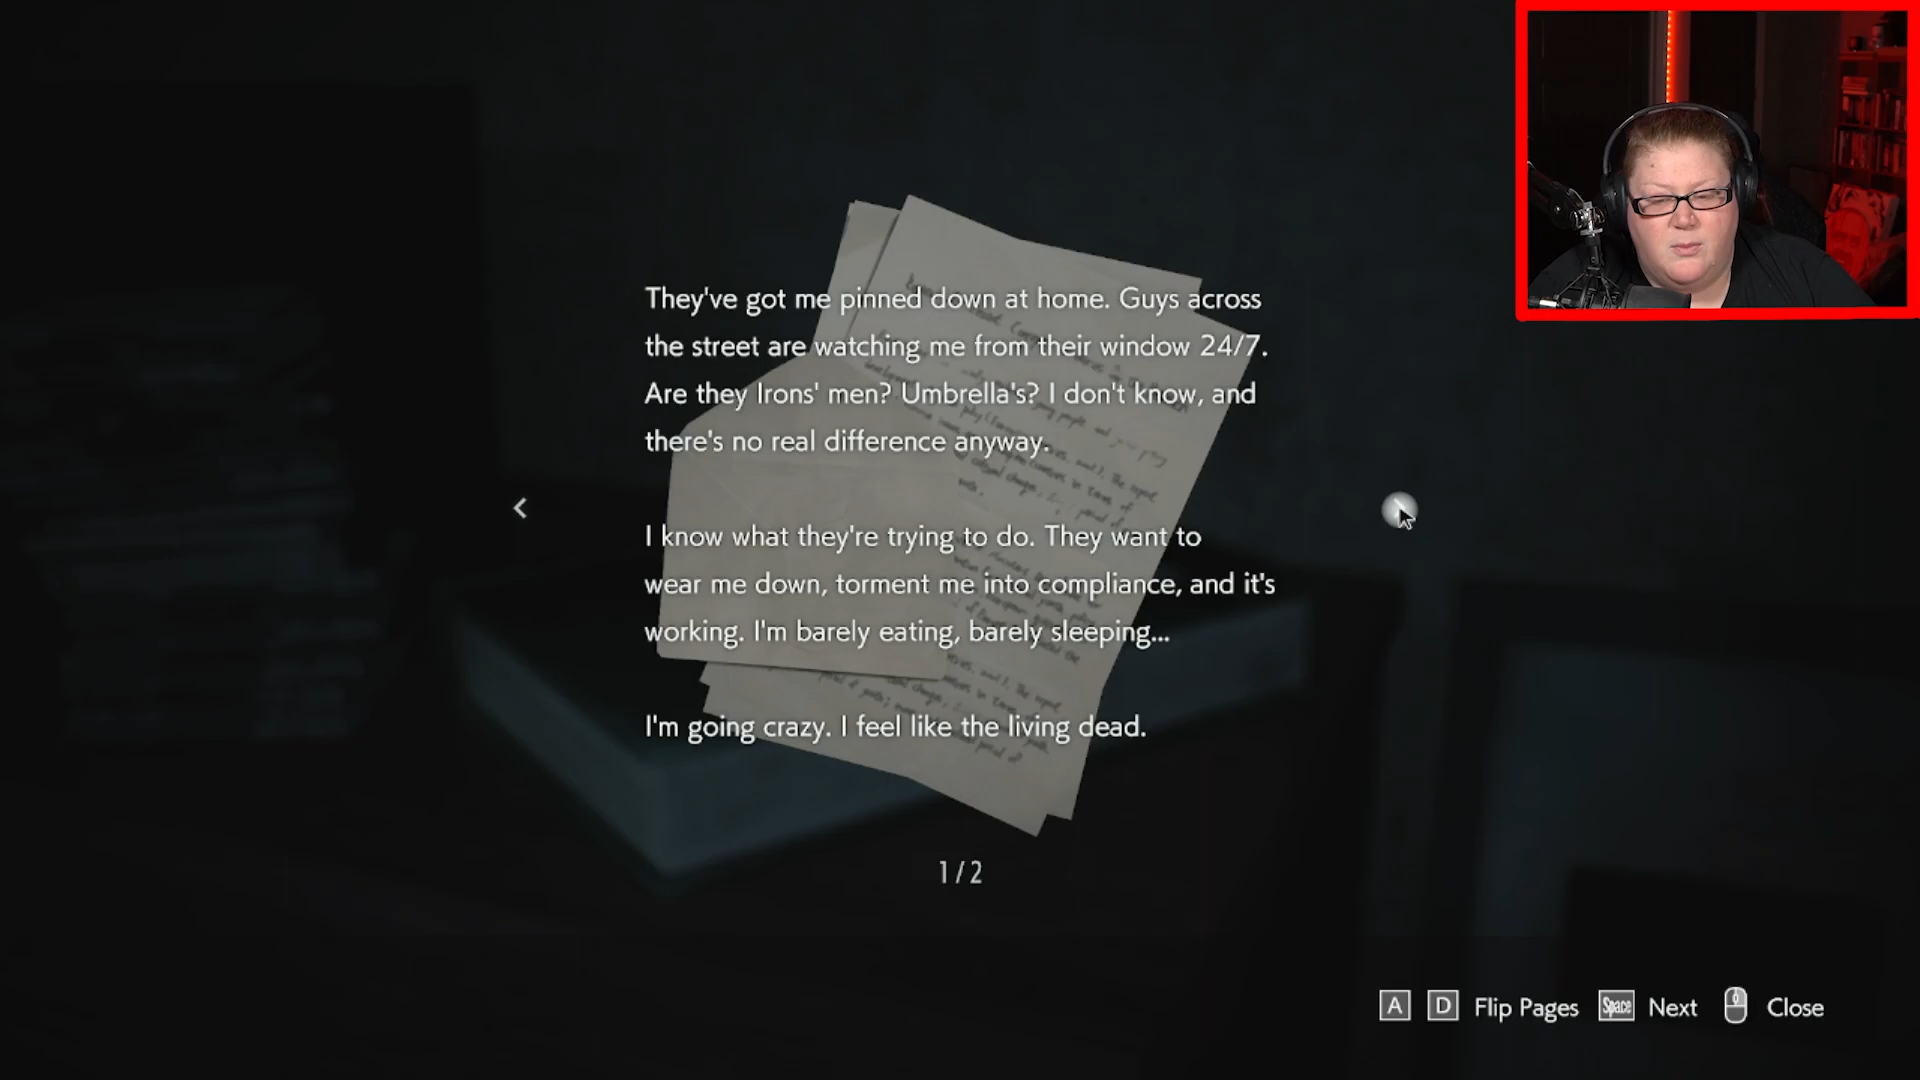 They've got me pinned down at home. Guys across
the street are watching me from their window 24/7.
Are they Irons' men? Umbrella's? I don't know, and
there's no real difference anyway.
I know what they're trying to do. They want to
wear me down, torment me into compliance, and it's
working. I'm barely eating, barely sleeping...
I'm going crazy. I feel like the living dead.
1 / 2
A D Flip Pages Space Next Close